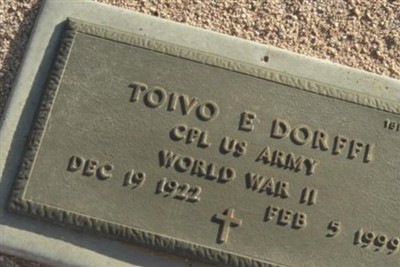 TOIVO E DORFFI
CPL US ARMY
WORLD WAR II
DEC 19 1922 FEB 5 1999